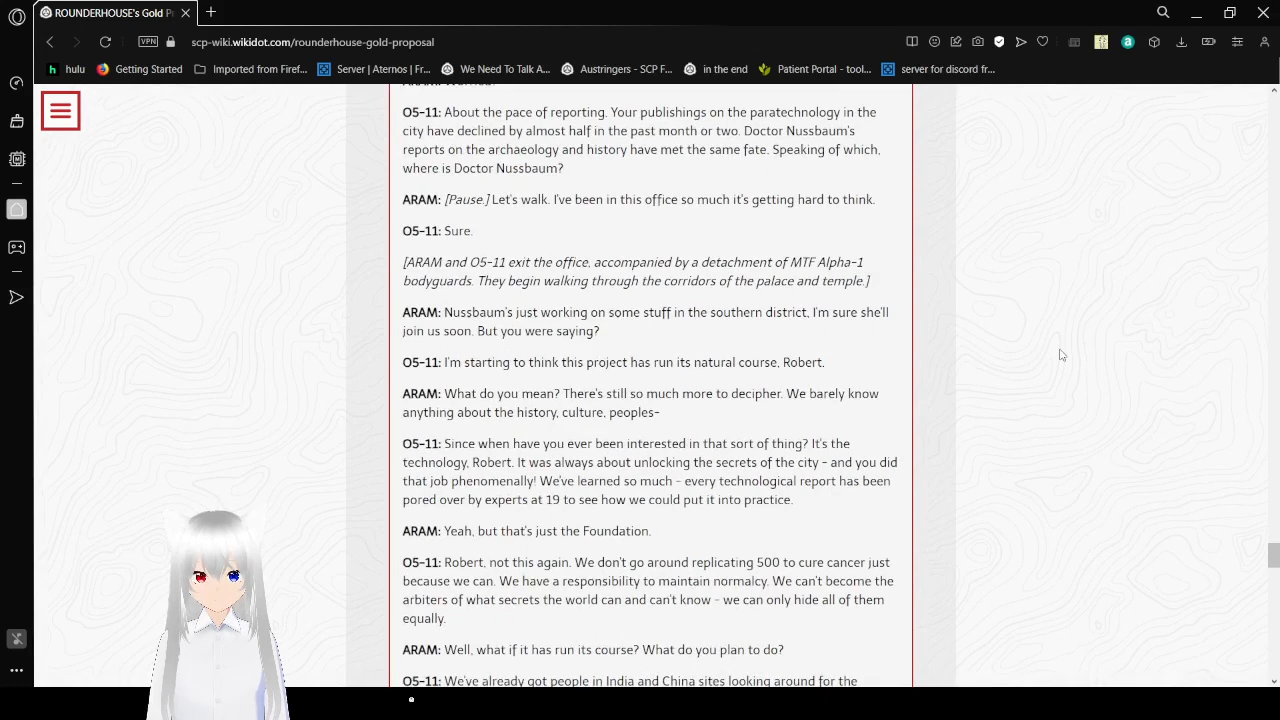 ROUNDERHOUSE's Gold P
VPN
scp-wiki.wikidot.com/rounderhouse-gold-proposal
hulu
Getting Started
Imported from Firef...
Server | Aternos | Fr...
We Need To Talk A...
Austringers - SCP F...
in the end
Patient Portal - tool...
server for discord fr...
O5-11: About the pace of reporting. Your publishings on the paratechnology in the
city have declined by almost half in the past month or two. Doctor Nussbaum's
reports on the archaeology and history have met the same fate. Speaking of which,
where is Doctor Nussbaum?
ARAM: [Pause.] Let's walk. I've been in this office so much it's getting hard to think.
O5-11: Sure.
[ARAM and O5-11 exit the office, accompanied by a detachment of MTF Alpha-1
bodyguards. They begin walking through the corridors of the palace and temple.]
ARAM: Nussbaum's just working on some stuff in the southern district, I'm sure she'll
join us soon. But you were saying?
O5-11: I'm starting to think this project has run its natural course, Robert.
ARAM: What do you mean? There's still so much more to decipher. We barely know
anything about the history, culture, peoples-
O5-11: Since when have you ever been interested in that sort of thing? It's the
technology, Robert. It was always about unlocking the secrets of the city - and you did
that job phenomenally! We've learned so much - every technological report has been
pored over by experts at 19 to see how we could put it into practice.
ARAM: Yeah, but that's just the Foundation.
O5-11: Robert, not this again. We don't go around replicating 500 to cure cancer just
because we can. We have a responsibility to maintain normalcy. We can't become the
arbiters of what secrets the world can and can't know - we can only hide all of them
equally.
ARAM: Well, what if it has run its course? What do you plan to do?
O5-11: We've already got people in India and China sites looking around for the